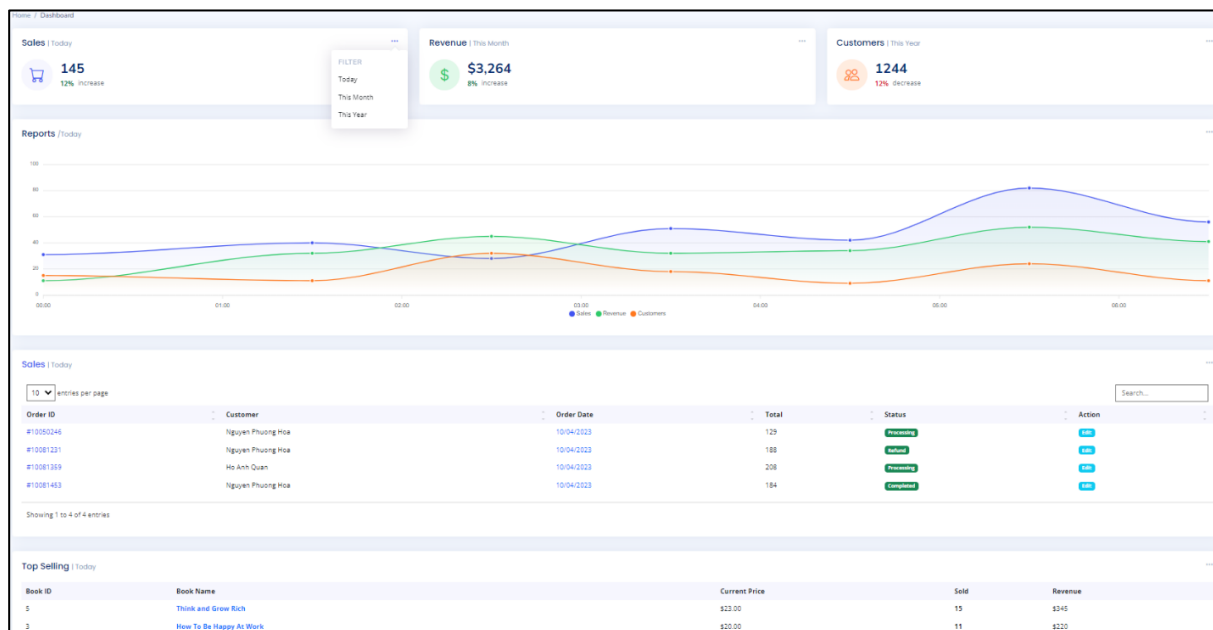 Home / Dashboard
Sales | Today
...
145
12% increase
FILTER
Today
This Month
This Year
Revenue | This Month
...
$
$3,264
8% increase
Customers | This Year
...
1244
12% decrease
Reports /Today
...
100
80
60
40
20
0
00:00 01:00 02:00 03:00 04:00 05:00 06:00
Sales Revenue Customers
Sales | Today
...
10 entries per page Search...
Order ID Customer Order Date Total Status Action
#10050246 Nguyen Phuong Hoa 10/04/2023 129 Processing Edit
#10081231 Nguyen Phuong Hoa 10/04/2023 188 Refund Edit
#10081359 Ho Anh Quan 10/04/2023 208 Processing Edit
#10081453 Nguyen Phuong Hoa 10/04/2023 184 Completed Edit
Showing 1 to 4 of 4 entries
Top Selling | Today
...
Book ID Book Name Current Price Sold Revenue
5 Think and Grow Rich $23.00 15 $345
3 How To Be Happy At Work $20.00 11 $220